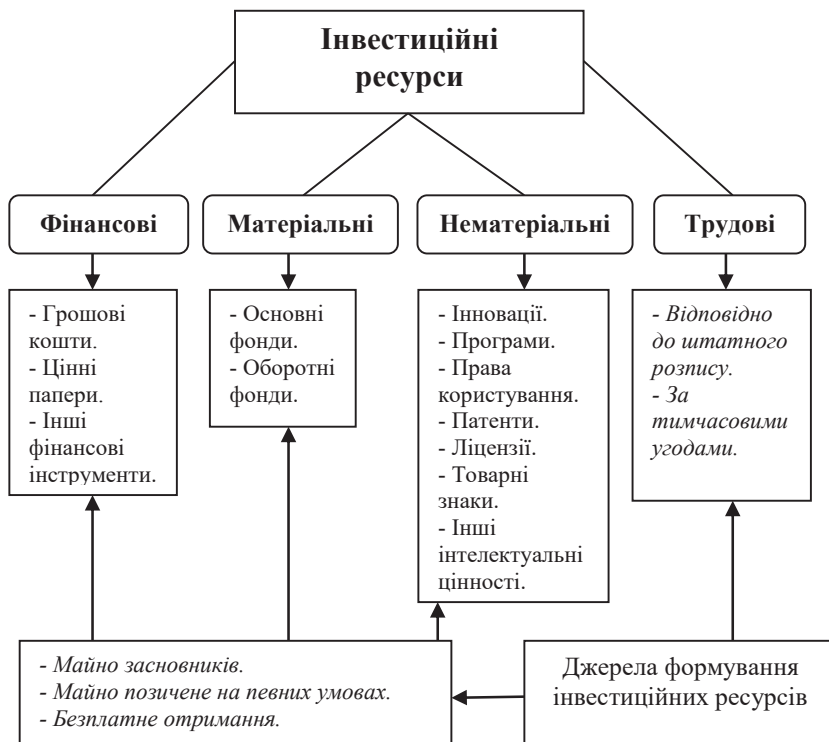 Інвестиційні
ресурси
Фінансові
Матеріальні
Нематеріальні
Трудові
- Грошові
кошти.
- Цінні
папери.
- Інші
фінансові
інструменти.
- Основні
фонди.
- Оборотні
фонди.
- Інновації.
- Програми.
- Права
користування.
- Патенти.
- Ліцензії.
- Товарні
знаки.
- Інші
інтелектуальні
цінності.
- Відповідно
до штатного
розпису.
- За
тимчасовими
угодами.
- Майно засновників.
- Майно позичене на певних умовах.
- Безплатне отримання.
Джерела формування
інвестиційних ресурсів